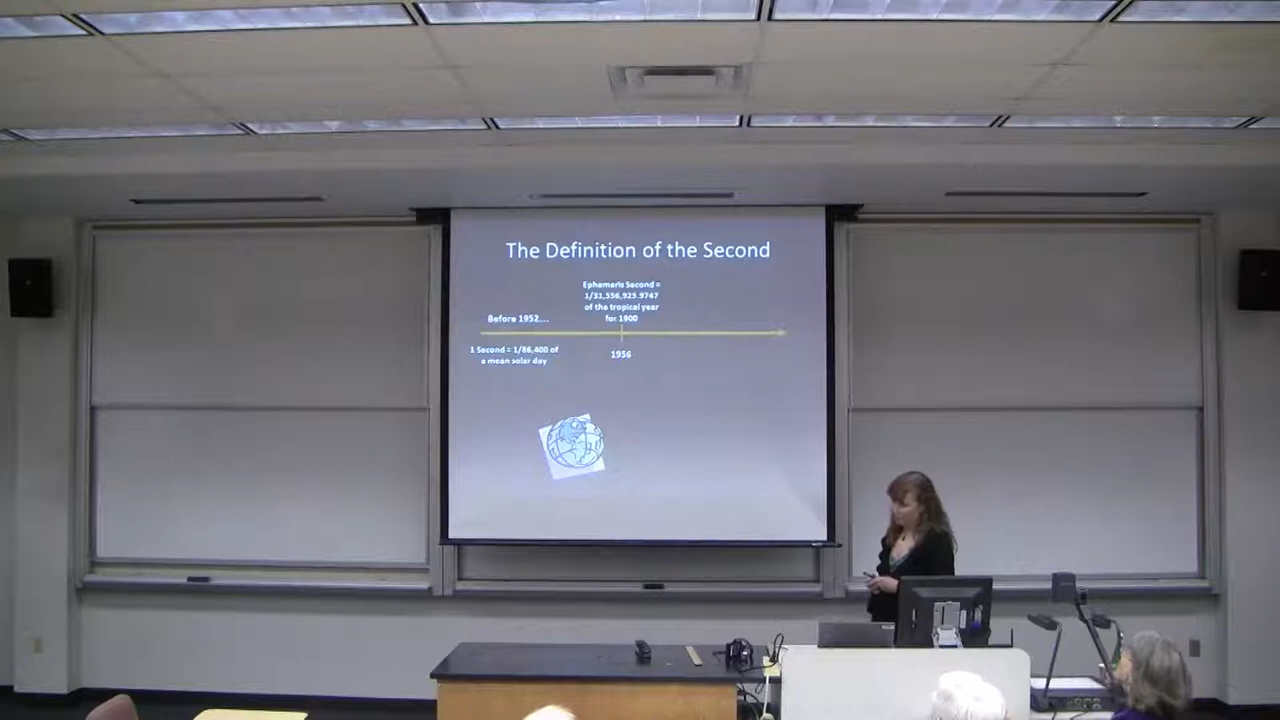 The Definition of the Second
Ephemeris Second =
1/31,556,925.9747
of the tropical year
for 1900
Before 1952....
1 Second = 1/86,400 of
a mean solar day
1956